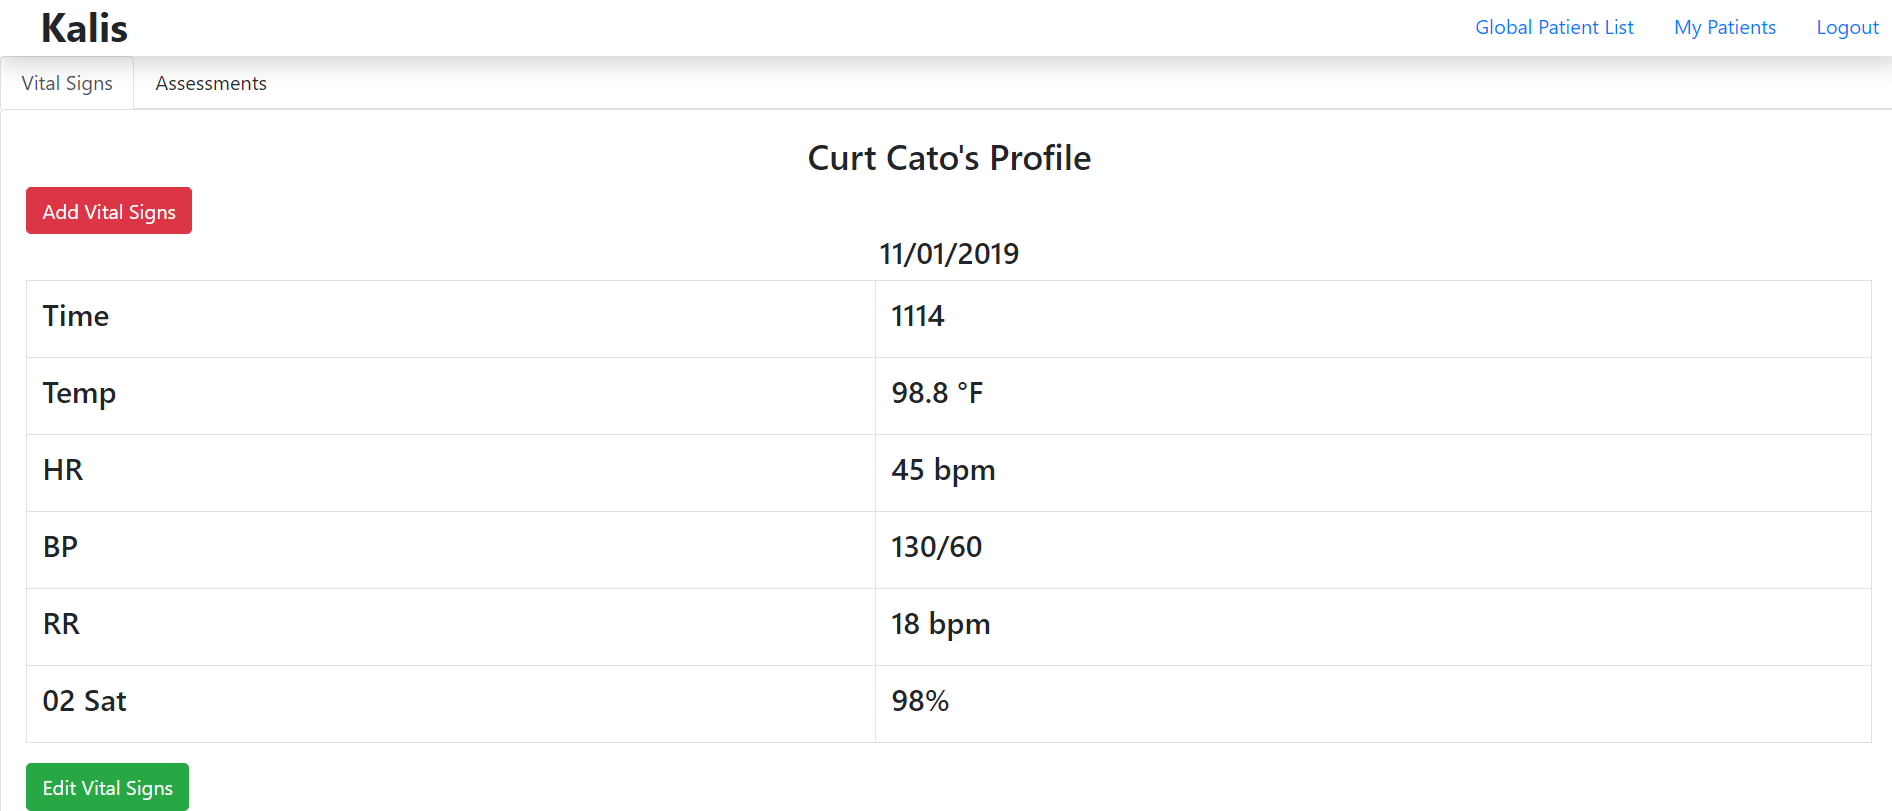 Kalis
Global Patient List My Patients Logout
Vital Signs Assessments
Curt Cato's Profile
Add Vital Signs
11/01/2019
Time 1114
Temp 98.8 °F
HR 45 bpm
BP 130/60
RR 18 bpm
02 Sat 98%
Edit Vital Signs